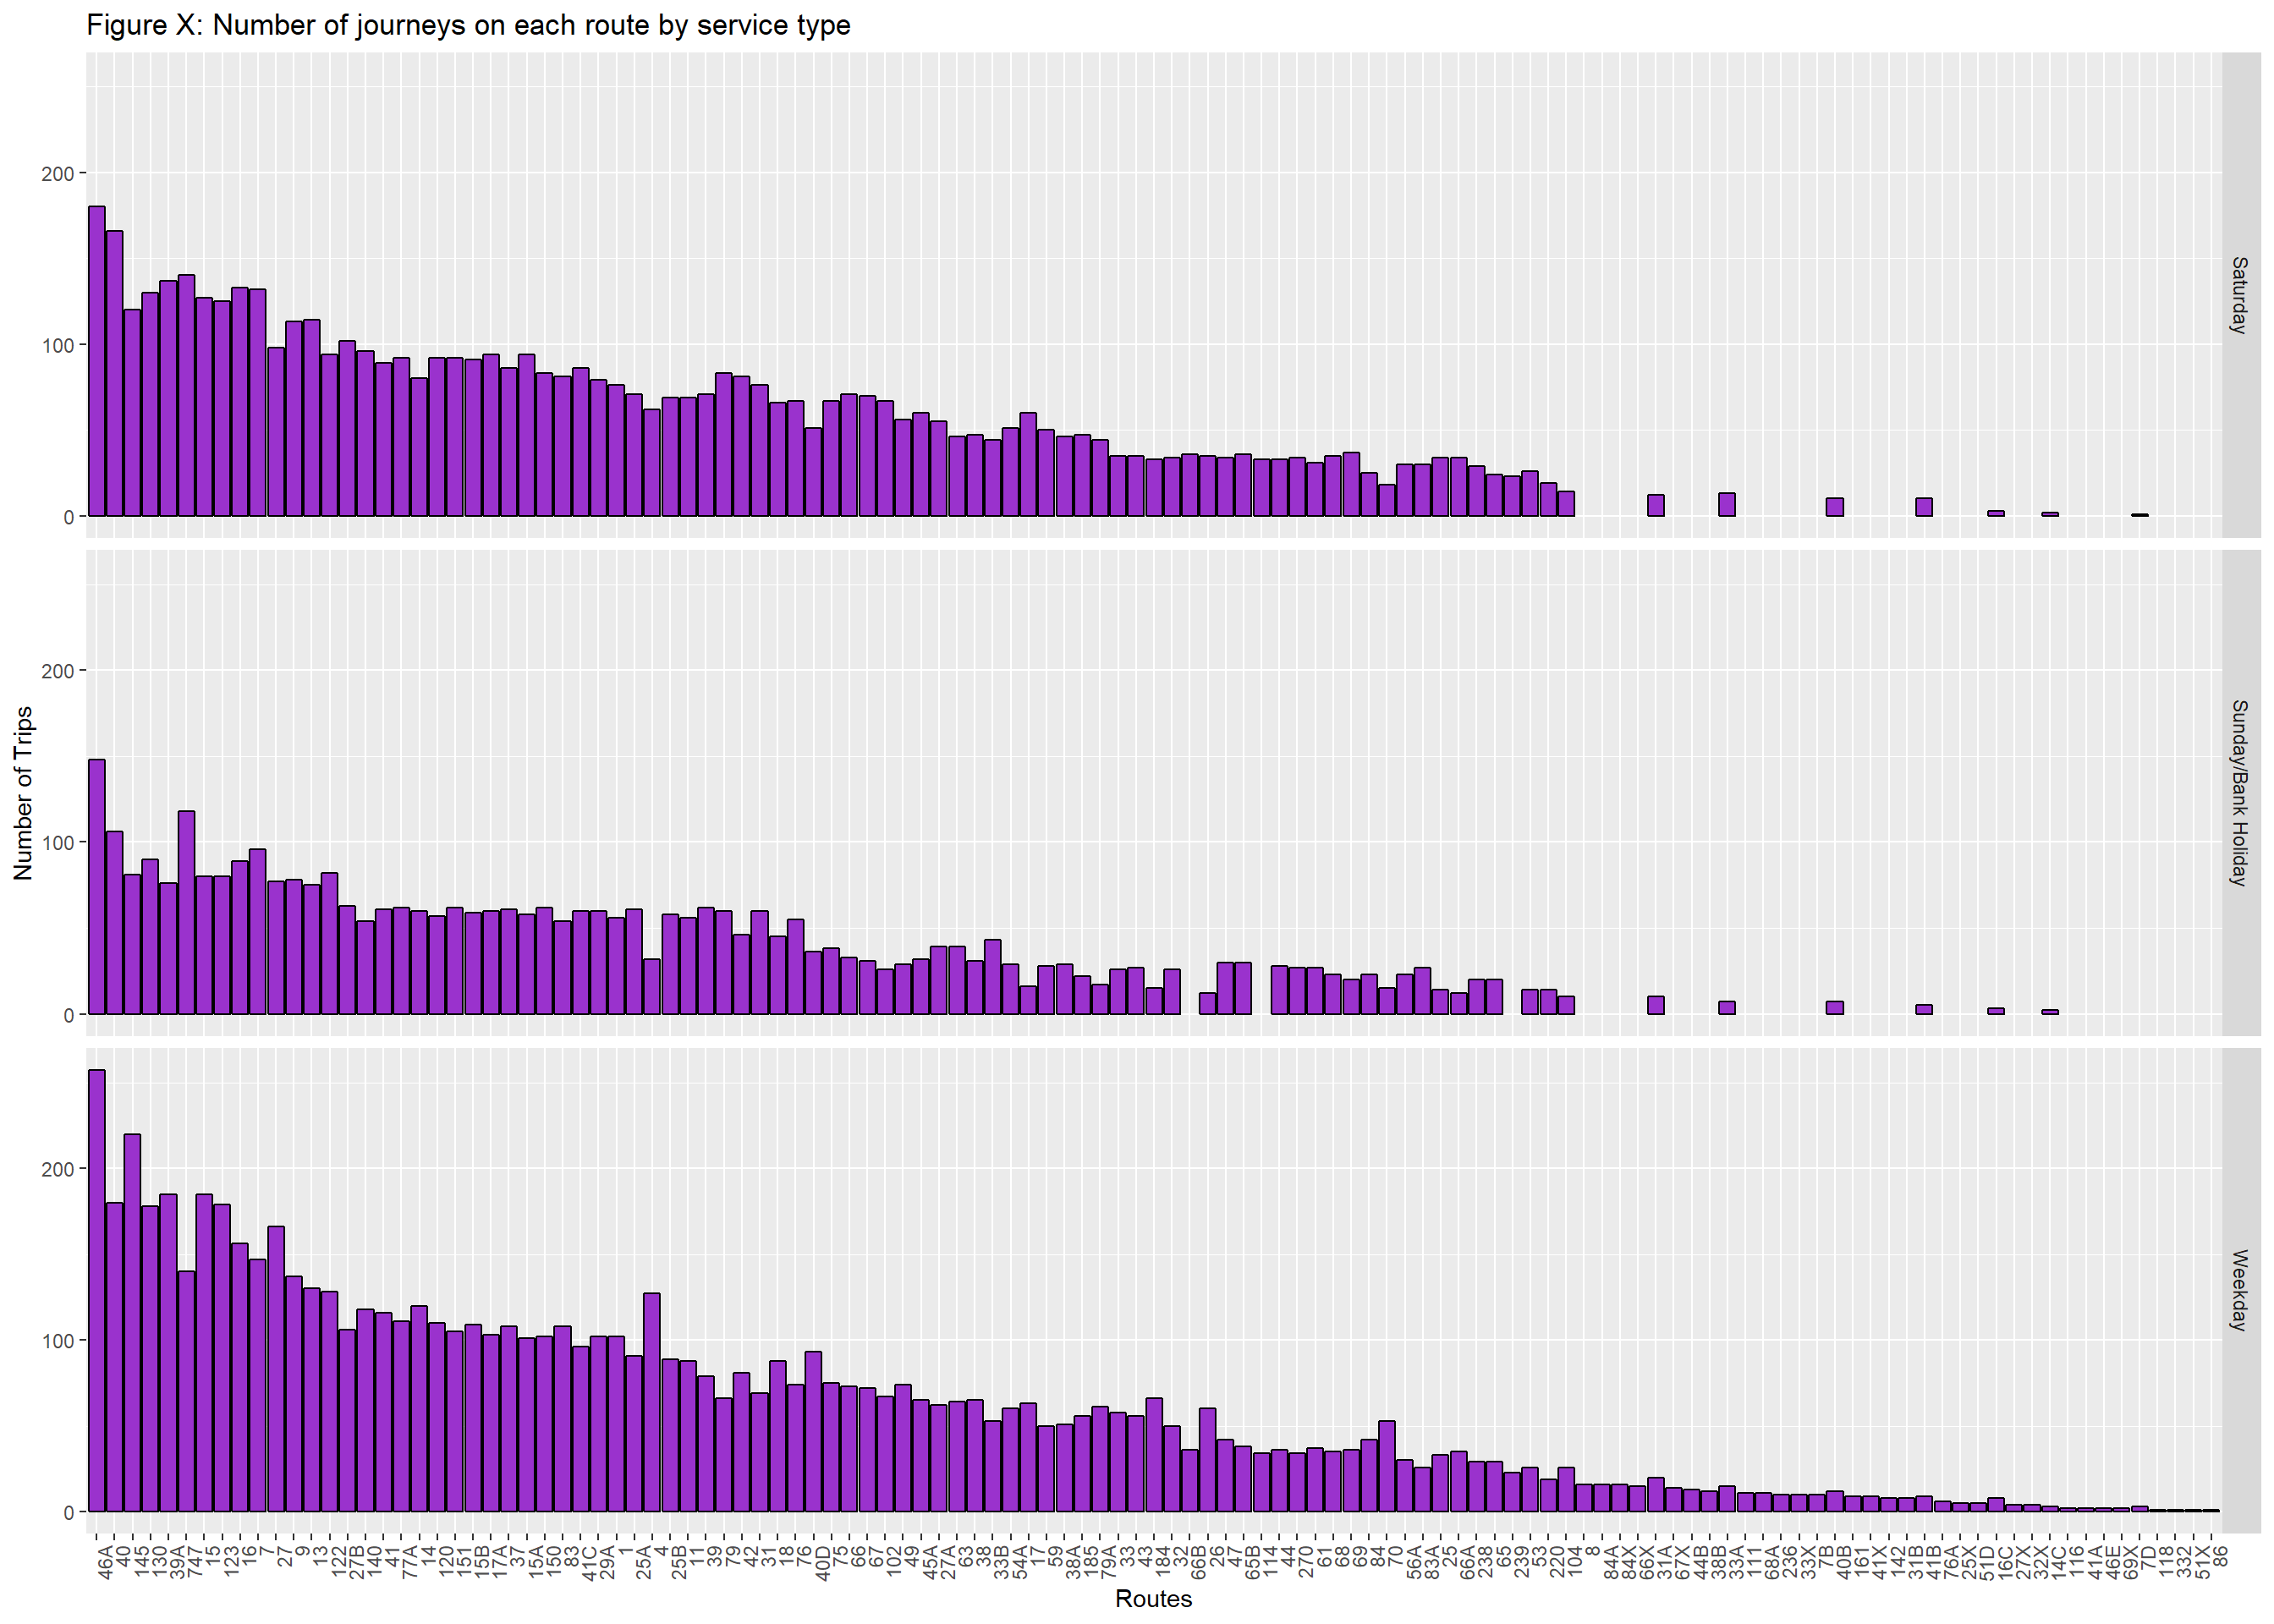 Figure X: Number of journeys on each route by service type
200
100
0
Saturday
Number of Trips
200
100
0
Sunday/Bank Holiday
200
100
0
Weekday
46A 40 145 130 39A 747 15 123 16 7 27 9 13 122 27B 140 41 77A 14 120 151 15B 17A 37 15A 150 83 41C 29A 1 25A 4 25B 11 39 79 42 31 18 76 40D 75 66 67 102 49 45A 27A 63 38 33B 54A 17 59 38A 185 79A 33 43 184 32 66B 26 47 65B 114 44 270 61 68 69 84 70 56A 83A 25 66A 238 65 239 53 220 104 8 84A 84X 66X 31A 67X 44B 38B 33A 111 68A 236 33X 7B 40B 161 41X 142 31B 41B 76A 25X 51D 16C 27X 32X 14C 116 41A 46E 69X 7D 118 332 51X 86
Routes